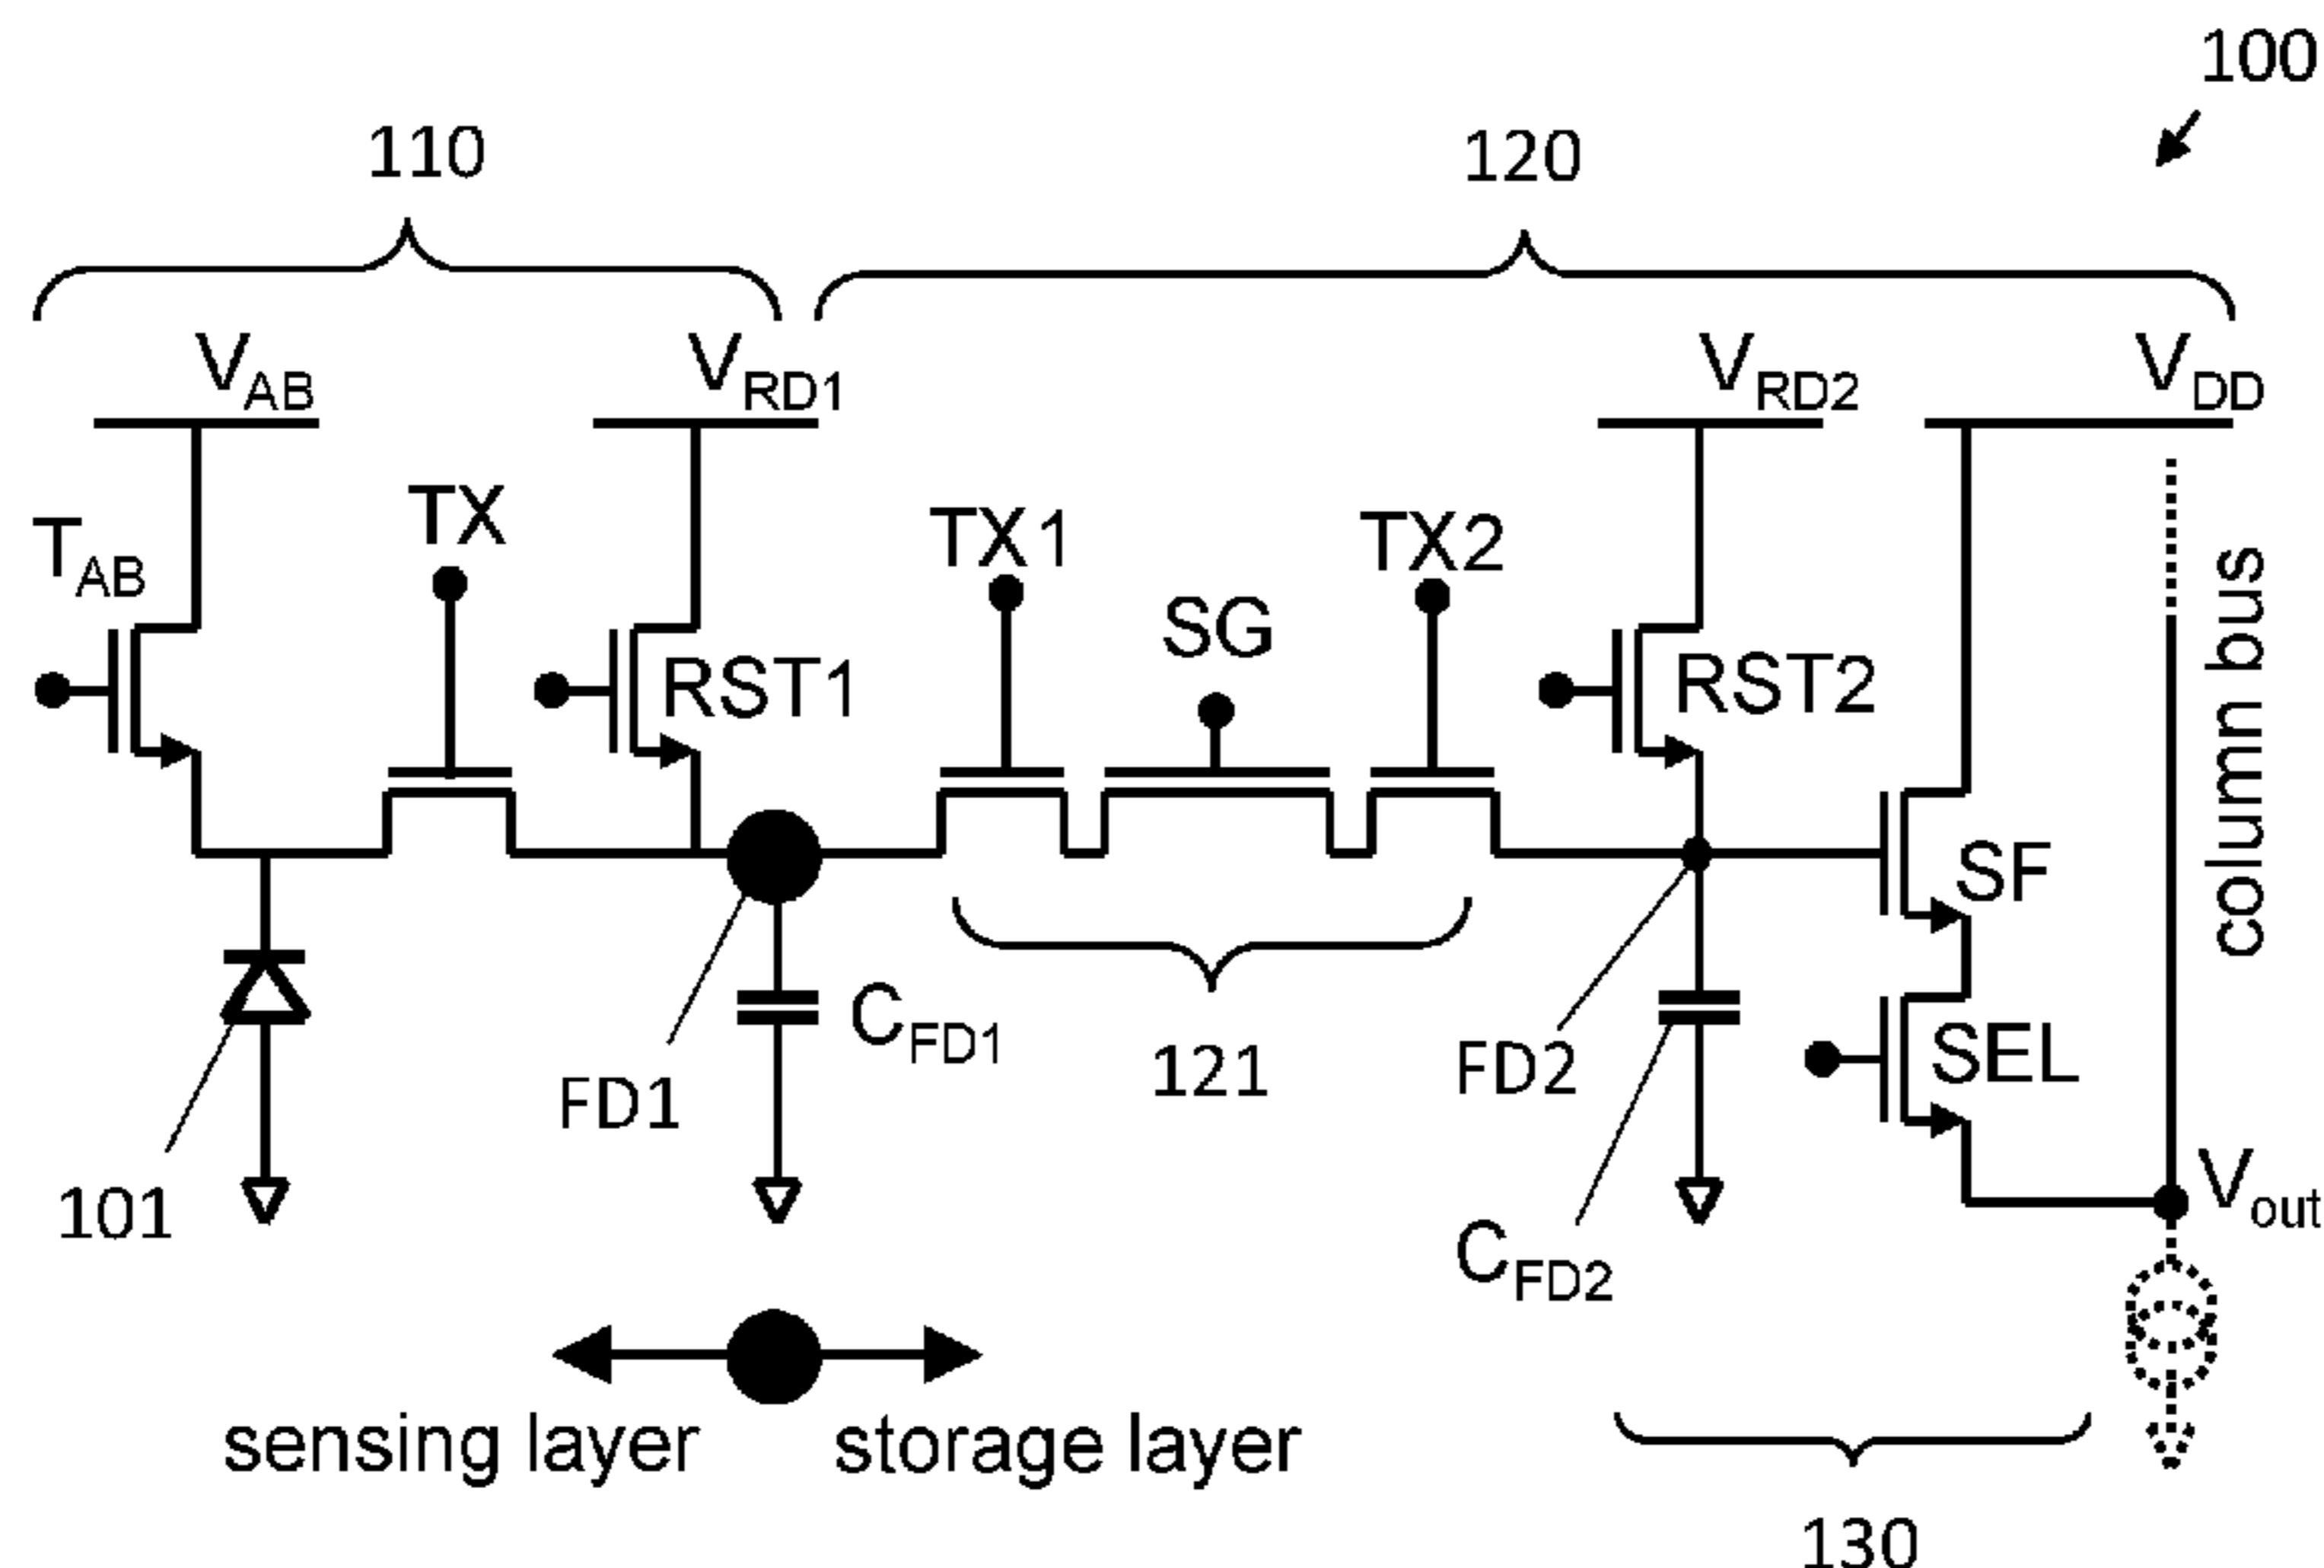 100
110
120
VAB
VRD1
VRD2
VDD
TAB
TX
TX1
TX2
SG
RST1
RST2
column bus
SF
SEL
CFD1
FD1
121
FD2
101
CFD2
Vout
sensing layer
storage layer
130